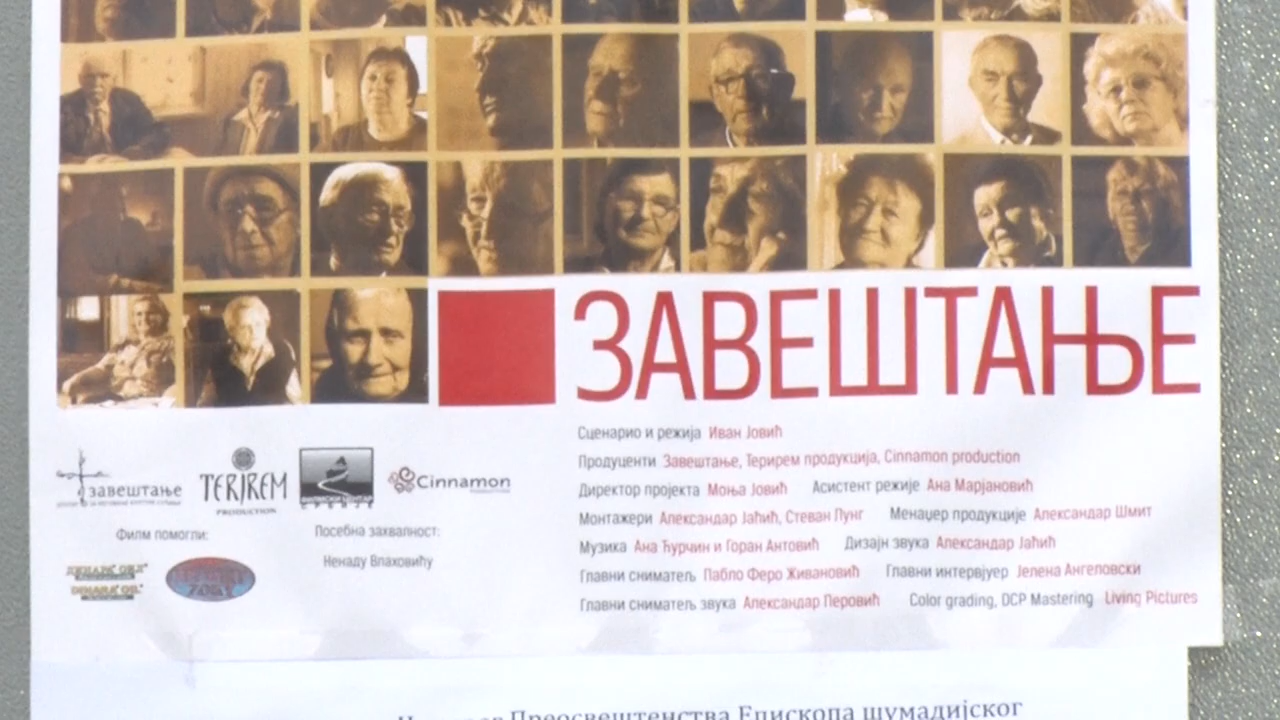 ЗАВЕШТАЊЕ
Сценарио и режија Иван Јовић
Продуценти Завештање, Терирем продукција, Cinnamon production
Директор пројекта Моња Јовић Асистент режије Ана Марјановић
Монтажери Александар Јаћић, Стеван Лунг Менаџер продукције Александар Шмит
Музика Ана Ћурчин и Горан Антовић Дизајн звука Александар Јаћић
Главни сниматељ Пабло Феро Живановић Главни интервјуер Јелена Ангеловски
Главни сниматељ звука Александар Перовић Color grading, DCP Mastering Living Pictures
завештање
TERIREM
PRODUCTION
Cinnamon
Филм помогли:
Посебна захвалност:
Ненаду Влаховићу
DINARA OIL
Преосвештенства Епископа шумадијског